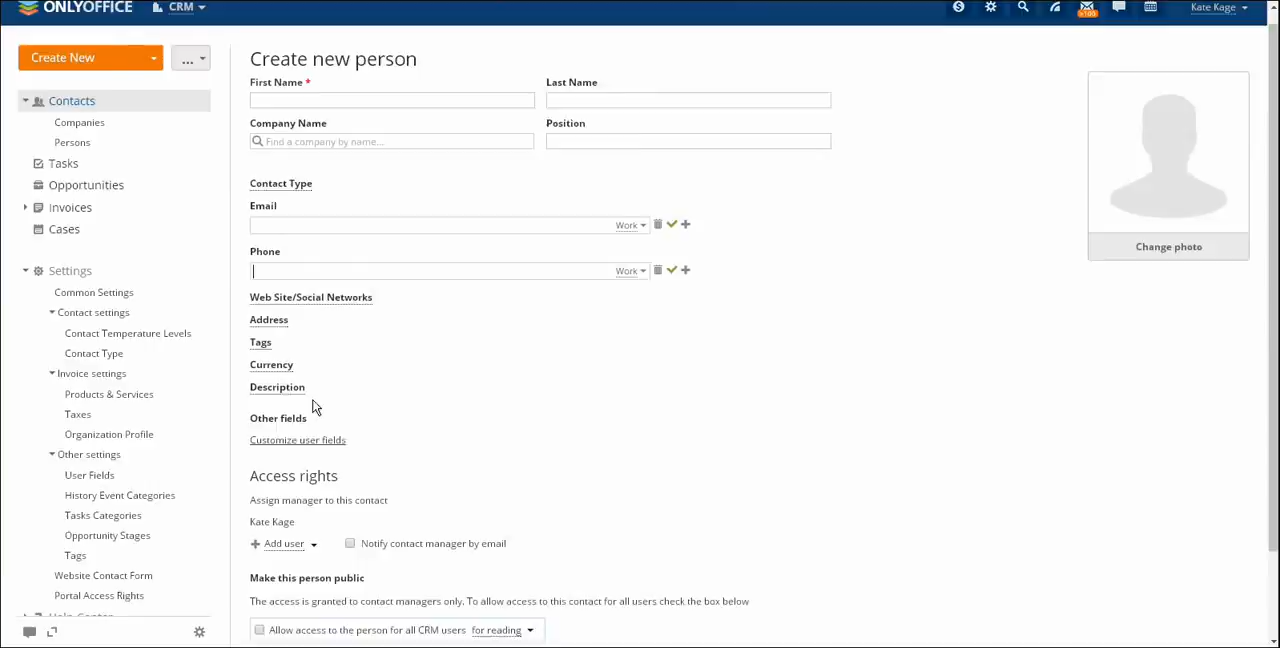 ONLYOFFICE CRM >100 Kate Kage
Create New ...
Contacts
Companies
Persons
Tasks
Opportunities
Invoices
Cases
Settings
Common Settings
Contact settings
Contact Temperature Levels
Contact Type
Invoice settings
Products & Services
Taxes
Organization Profile
Other settings
User Fields
History Event Categories
Tasks Categories
Opportunity Stages
Tags
Website Contact Form
Portal Access Rights
Help Center
Create new person
First Name * Last Name
Company Name Position
Find a company by name...
Contact Type
Email
Work
Phone
Work
Web Site/Social Networks
Address
Tags
Currency
Description
Other fields
Customize user fields
Access rights
Assign manager to this contact
Kate Kage
Add user Notify contact manager by email
Make this person public
The access is granted to contact managers only. To allow access to this contact for all users check the box below
Allow access to the person for all CRM users for reading
Change photo